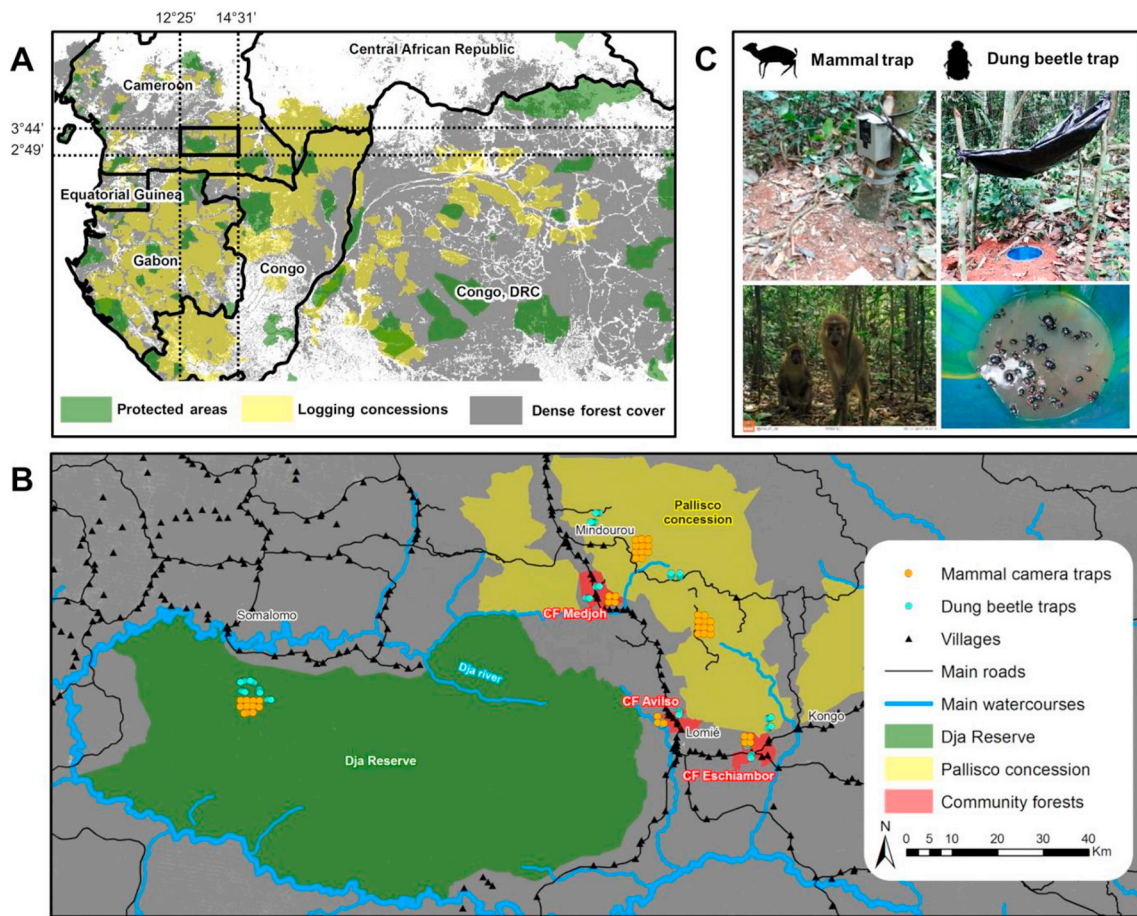 12°25'
14°31'
A
Central African Republic
Cameroon
3°44'
2°49'
Equatorial Guinea
Gabon
Congo
Congo, DRC
Protected areas
Logging concessions
Dense forest cover
C
Mammal trap
Dung beetle trap
B
Pallisco
concession
Mindourou
CF Medjoh
Somalomo
Dja river
CF Avilso
Lomié
Kongo
CF Eschiambor
Dja Reserve
Mammal camera traps
Dung beetle traps
Villages
Main roads
Main watercourses
Dja Reserve
Pallisco concession
Community forests
N
0 5 10 20 30 40
Km